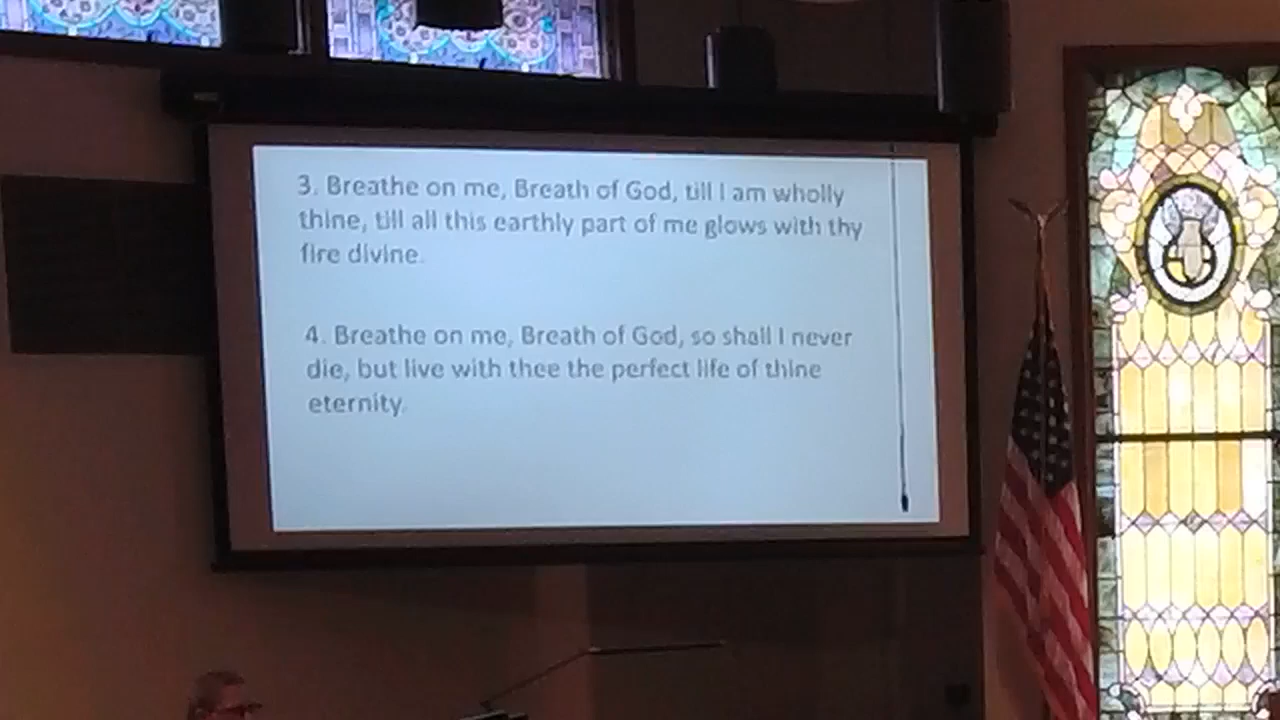 3. Breathe on me, Breath of God, till I am wholly
thine, till all this earthly part of me glows with thy
fire divine.
4. Breathe on me, Breath of God, so shall I never
die, but live with thee the perfect life of thine
eternity.